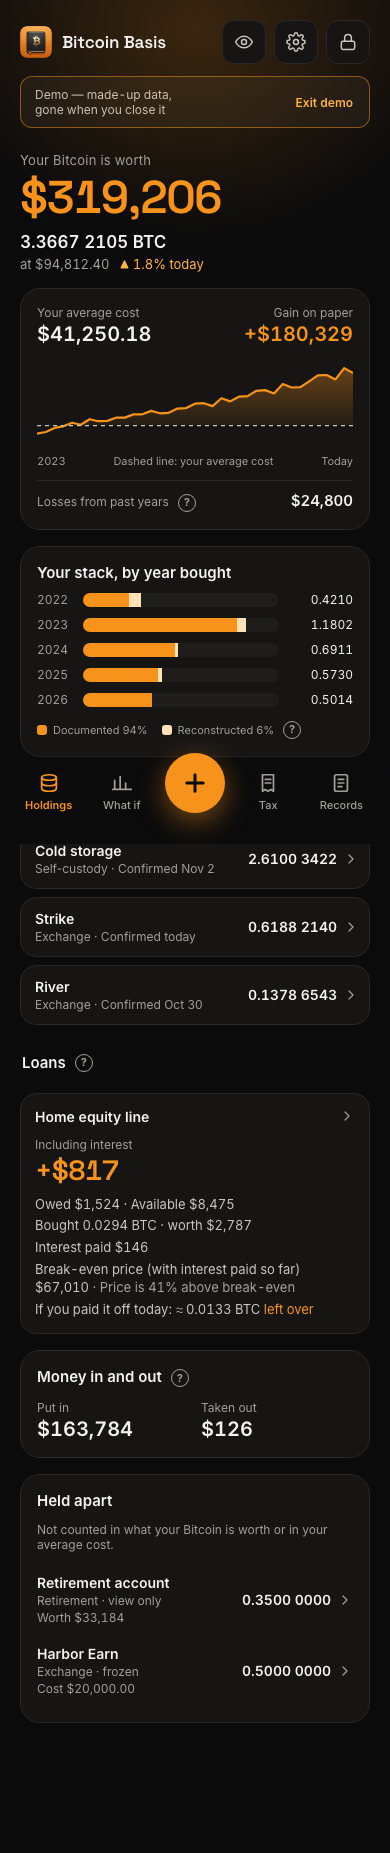 Bitcoin Basis
Demo — made-up data,
gone when you close it
Exit demo
Your Bitcoin is worth
$319,206
3.3667 2105 BTC
at $94,812.40 ▲ 1.8% today
Your average cost
Gain on paper
$41,250.18
+$180,329
2023
Dashed line: your average cost
Today
Losses from past years ?
$24,800
Your stack, by year bought
2022 0.4210
2023 1.1802
2024 0.6911
2025 0.5730
2026 0.5014
Documented 94% Reconstructed 6% ?
Holdings
What if
+
Tax
Records
Cold storage
Self-custody · Confirmed Nov 2
2.6100 3422
Strike
Exchange · Confirmed today
0.6188 2140
River
Exchange · Confirmed Oct 30
0.1378 6543
Loans ?
Home equity line
Including interest
+$817
Owed $1,524 · Available $8,475
Bought 0.0294 BTC · worth $2,787
Interest paid $146
Break-even price (with interest paid so far)
$67,010 · Price is 41% above break-even
If you paid it off today: ≈ 0.0133 BTC left over
Money in and out ?
Put in
Taken out
$163,784
$126
Held apart
Not counted in what your Bitcoin is worth or in your
average cost.
Retirement account
Retirement · view only
Worth $33,184
0.3500 0000
Harbor Earn
Exchange · frozen
Cost $20,000.00
0.5000 0000